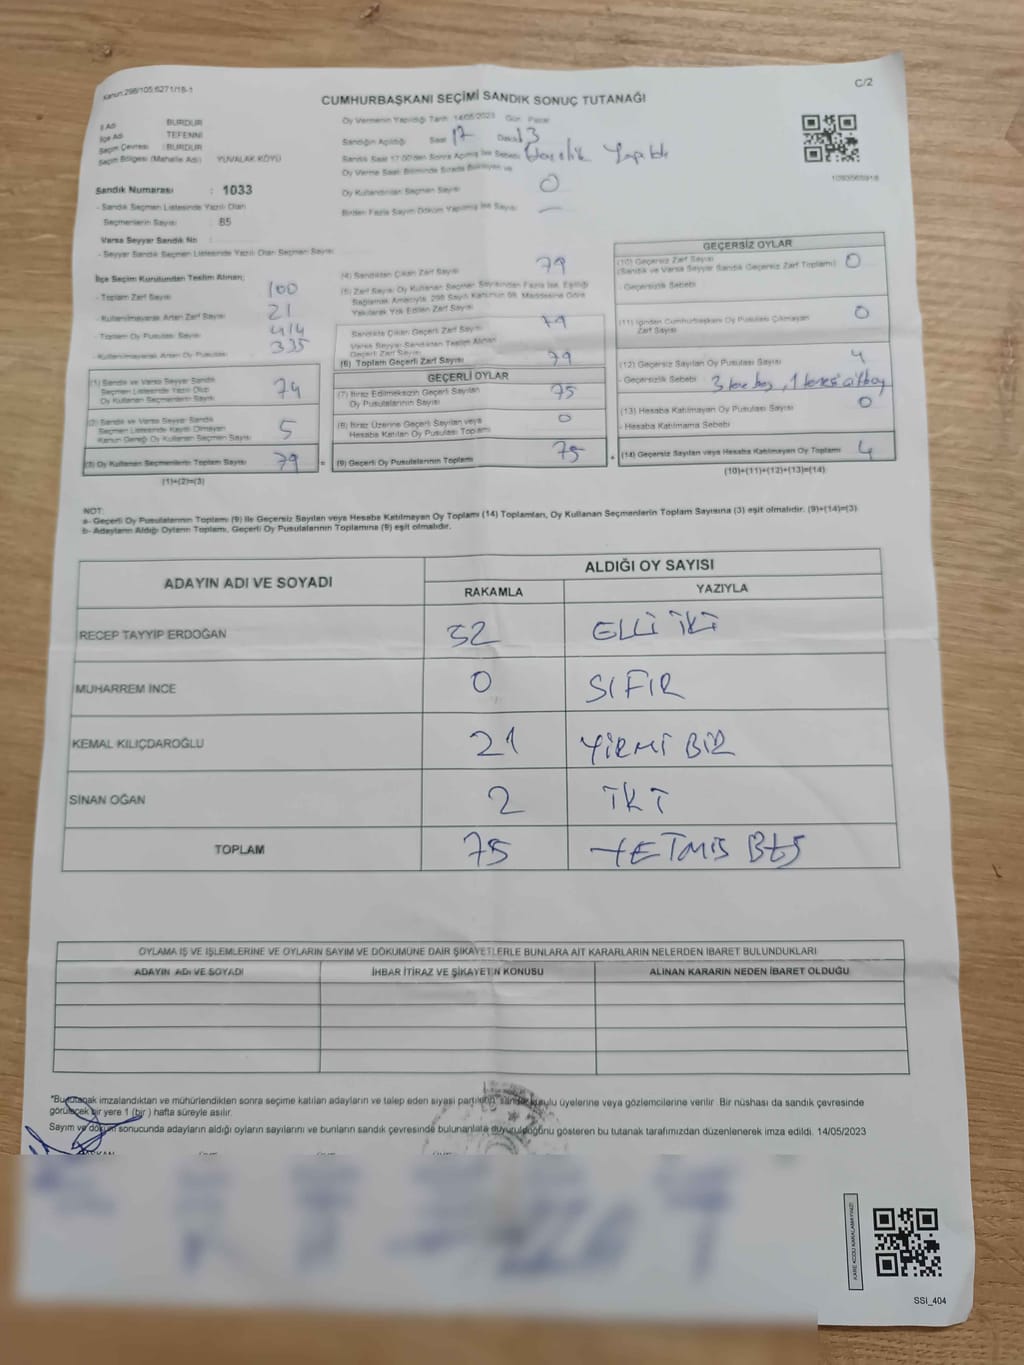 Kanun:298/105;6271/18-1
C/2
CUMHURBAŞKANI SEÇİMİ SANDIK SONUÇ TUTANAĞI
İl Adı BURDUR
İlçe Adı TEFENNİ
Seçim Çevresi : BURDUR
Seçim Bölgesi (Mahalle Adı) YUVALAK KÖYÜ
Sandık Numarası : 1033
- Sandık Seçmen Listesinde Yazılı Olan
Seçmenlerin Sayısı 85
Varsa Seyyar Sandık No
- Seyyar Sandık Seçmen Listesinde Yazılı Olan Seçmen Sayısı
Oy Vermenin Yapıldığı Tarih 14/05/2023 Gün Pazar
Sandığın Açıldığı Saat 17 Dakika 13
Sandık Saat 17.00'den Sonra Açılmış İse Sebebi Yapıldı
Oy Verme Saati Bitiminde Sırada Bekleyen ve
Oy Kullandırılan Seçmen Sayısı 0
Birden Fazla Sayım Döküm Yapılmış İse Sayısı —
1093565918
İlçe Seçim Kurulundan Teslim Alınan;
- Toplam Zarf Sayısı 100
- Kullanılmayarak Artan Zarf Sayısı 21
- Toplam Oy Pusulası Sayısı 414
- Kullanılmayarak Artan Oy Pusulası 335
(1) Sandık ve Varsa Seyyar Sandık
Seçmen Listesinde Yazılı Olup
Oy Kullanan Seçmenlerin Sayısı 74
(2) Sandık ve Varsa Seyyar Sandık
Seçmen Listesinde Kayıtlı Olmayan
Kanun Gereği Oy Kullanan Seçmen Sayısı 5
(3) Oy Kullanan Seçmenlerin Toplam Sayısı 79
(1)+(2)=(3)
(4) Sandıktan Çıkan Zarf Sayısı 79
(5) Zarf Sayısı Oy Kullanan Seçmen Sayısından Fazla İse, Eşitliği
Sağlamak Amacıyla 298 Sayılı Kanunun 98. Maddesine Göre
Yakılarak Yok Edilen Zarf Sayısı
Sandıkta Çıkan Geçerli Zarf Sayısı 79
Varsa Seyyar Sandıktan Teslim Alınan
Geçerli Zarf Sayısı
(6) Toplam Geçerli Zarf Sayısı 79
GEÇERLİ OYLAR
(7) İtiraz Edilmeksizin Geçerli Sayılan
Oy Pusulalarının Sayısı 75
(8) İtiraz Üzerine Geçerli Sayılan veya
Hesaba Katılan Oy Pusulası Toplamı 0
= (9) Geçerli Oy Pusulalarının Toplamı 75
GEÇERSİZ OYLAR
(10) Geçersiz Zarf Sayısı 0
(Sandık ve Varsa Seyyar Sandık Geçersiz Zarf Toplamı)
- Geçersizlik Sebebi
(11) İçinden Cumhurbaşkanı Oy Pusulası Çıkmayan
Zarf Sayısı 0
(12) Geçersiz Sayılan Oy Pusulası Sayısı 4
- Geçersizlik Sebebi 3 tane boş, 1 tanesi
(13) Hesaba Katılmayan Oy Pusulası Sayısı 0
- Hesaba Katılmama Sebebi
+ (14) Geçersiz Sayılan veya Hesaba Katılmayan Oy Toplamı 4
(10)+(11)+(12)+(13)=(14)
NOT:
a- Geçerli Oy Pusulalarının Toplamı (9) ile Geçersiz Sayılan veya Hesaba Katılmayan Oy Toplamı (14) Toplamları, Oy Kullanan Seçmenlerin Toplam Sayısına (3) eşit olmalıdır. (9)+(14)=(3)
b- Adayların Aldığı Oyların Toplamı, Geçerli Oy Pusulalarının Toplamına (9) eşit olmalıdır.
ADAYIN ADI VE SOYADI ALDIĞI OY SAYISI
RAKAMLA YAZIYLA
RECEP TAYYİP ERDOĞAN 52 ELLİ İKİ
MUHARREM İNCE 0 SIFIR
KEMAL KILIÇDAROĞLU 21 YİRMİ BİR
SİNAN OĞAN 2 İKİ
TOPLAM 75 YETMİŞ BEŞ
OYLAMA İŞ VE İŞLEMLERİNE VE OYLARIN SAYIM VE DÖKÜMÜNE DAİR ŞİKAYETLERLE BUNLARA AİT KARARLARIN NELERDEN İBARET BULUNDUKLARI
ADAYIN ADI VE SOYADI İHBAR İTİRAZ VE ŞİKAYETİN KONUSU ALINAN KARARIN NEDEN İBARET OLDUĞU
*Bu tutanak imzalandıktan ve mühürlendikten sonra seçime katılan adayların ve talep eden siyasi partilerin sandık kurulu üyelerine veya gözlemcilerine verilir. Bir nüshası da sandık çevresinde
görülecek bir yere 1 (bir ) hafta süreyle asılır.
Sayım ve döküm sonucunda adayların aldığı oyların sayılarını ve bunların sandık çevresinde bulunanlara duyurulduğunu gösteren bu tutanak tarafımızdan düzenlenerek imza edildi. 14/05/2023
KARE KODU KARALAMAYINIZ!
SSİ_404